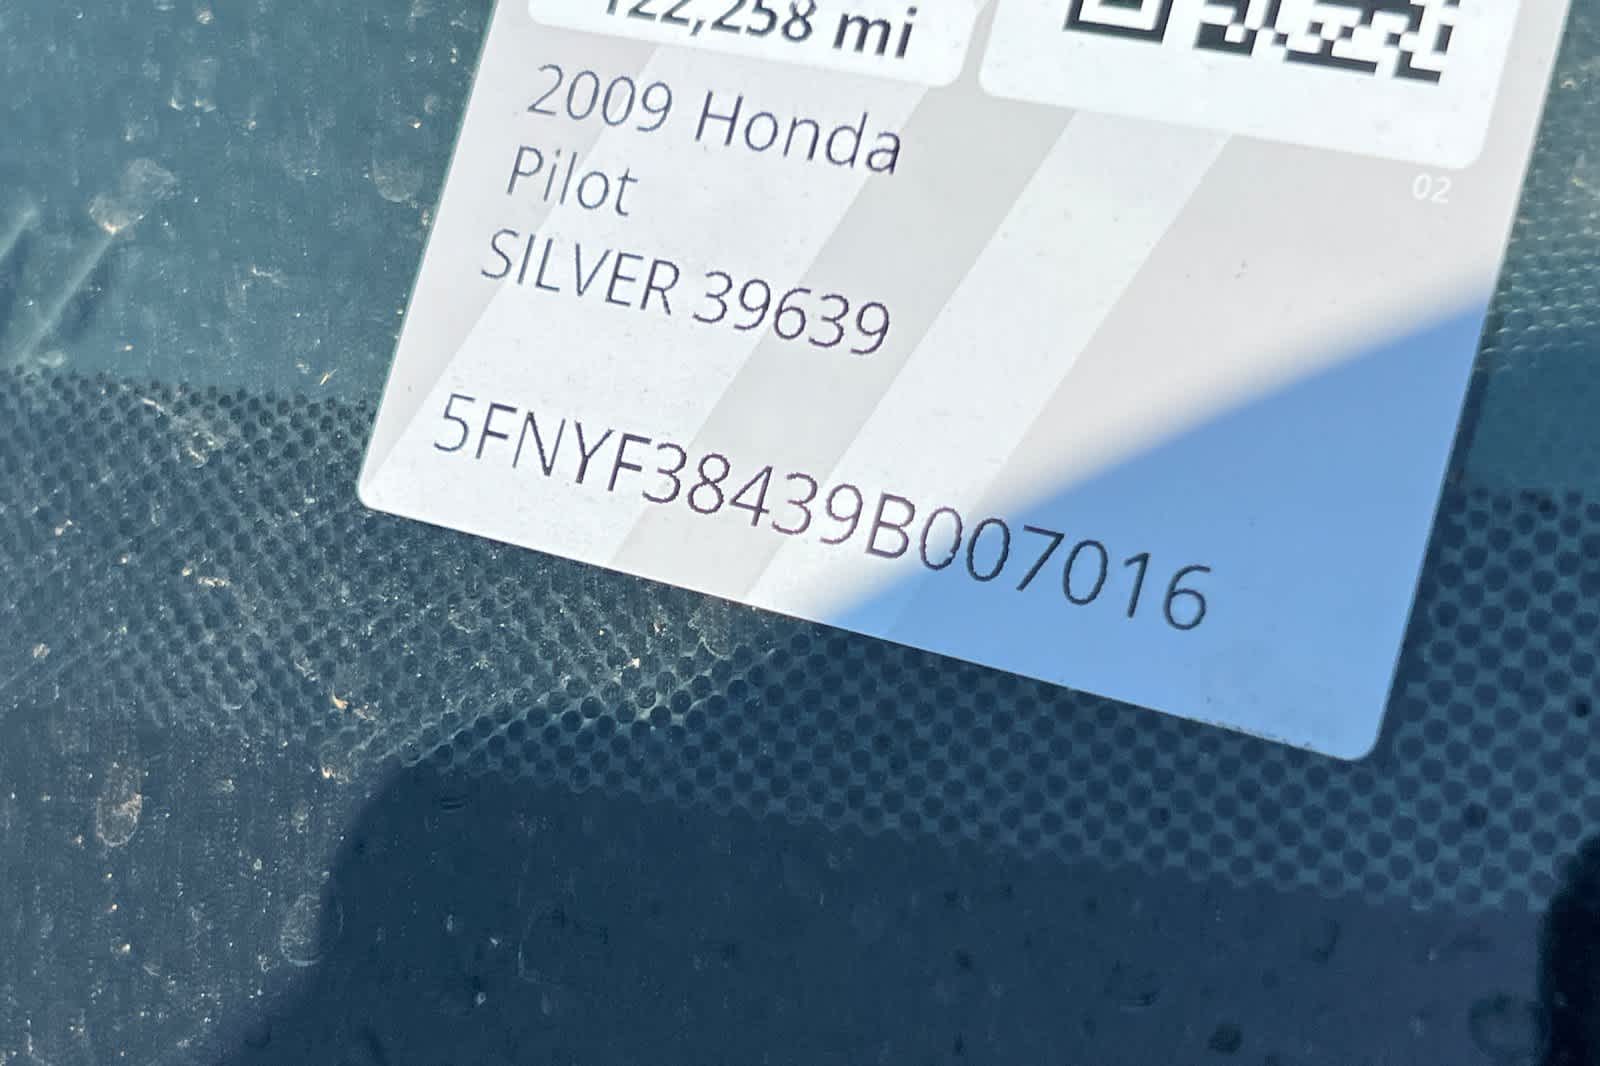 122,258 mi
2009 Honda
Pilot
02
SILVER 39639
5FNYF38439B007016